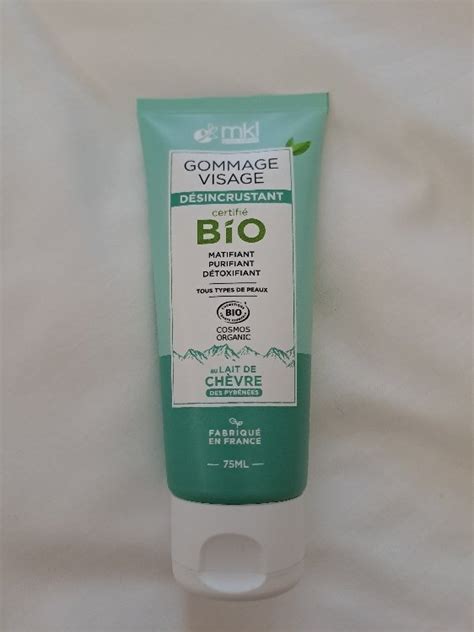 mkl
GOMMAGE
VISAGE
DÉSINCRUSTANT
certifié
BIO
MATIFIANT
PURIFIANT
DÉTOXIFIANT
TOUS TYPES DE PEAUX
BIO
COSMOS
ORGANIC
au LAIT DE
CHÈVRE
DES PYRÉNÉES
FABRIQUÉ
EN FRANCE
75ML